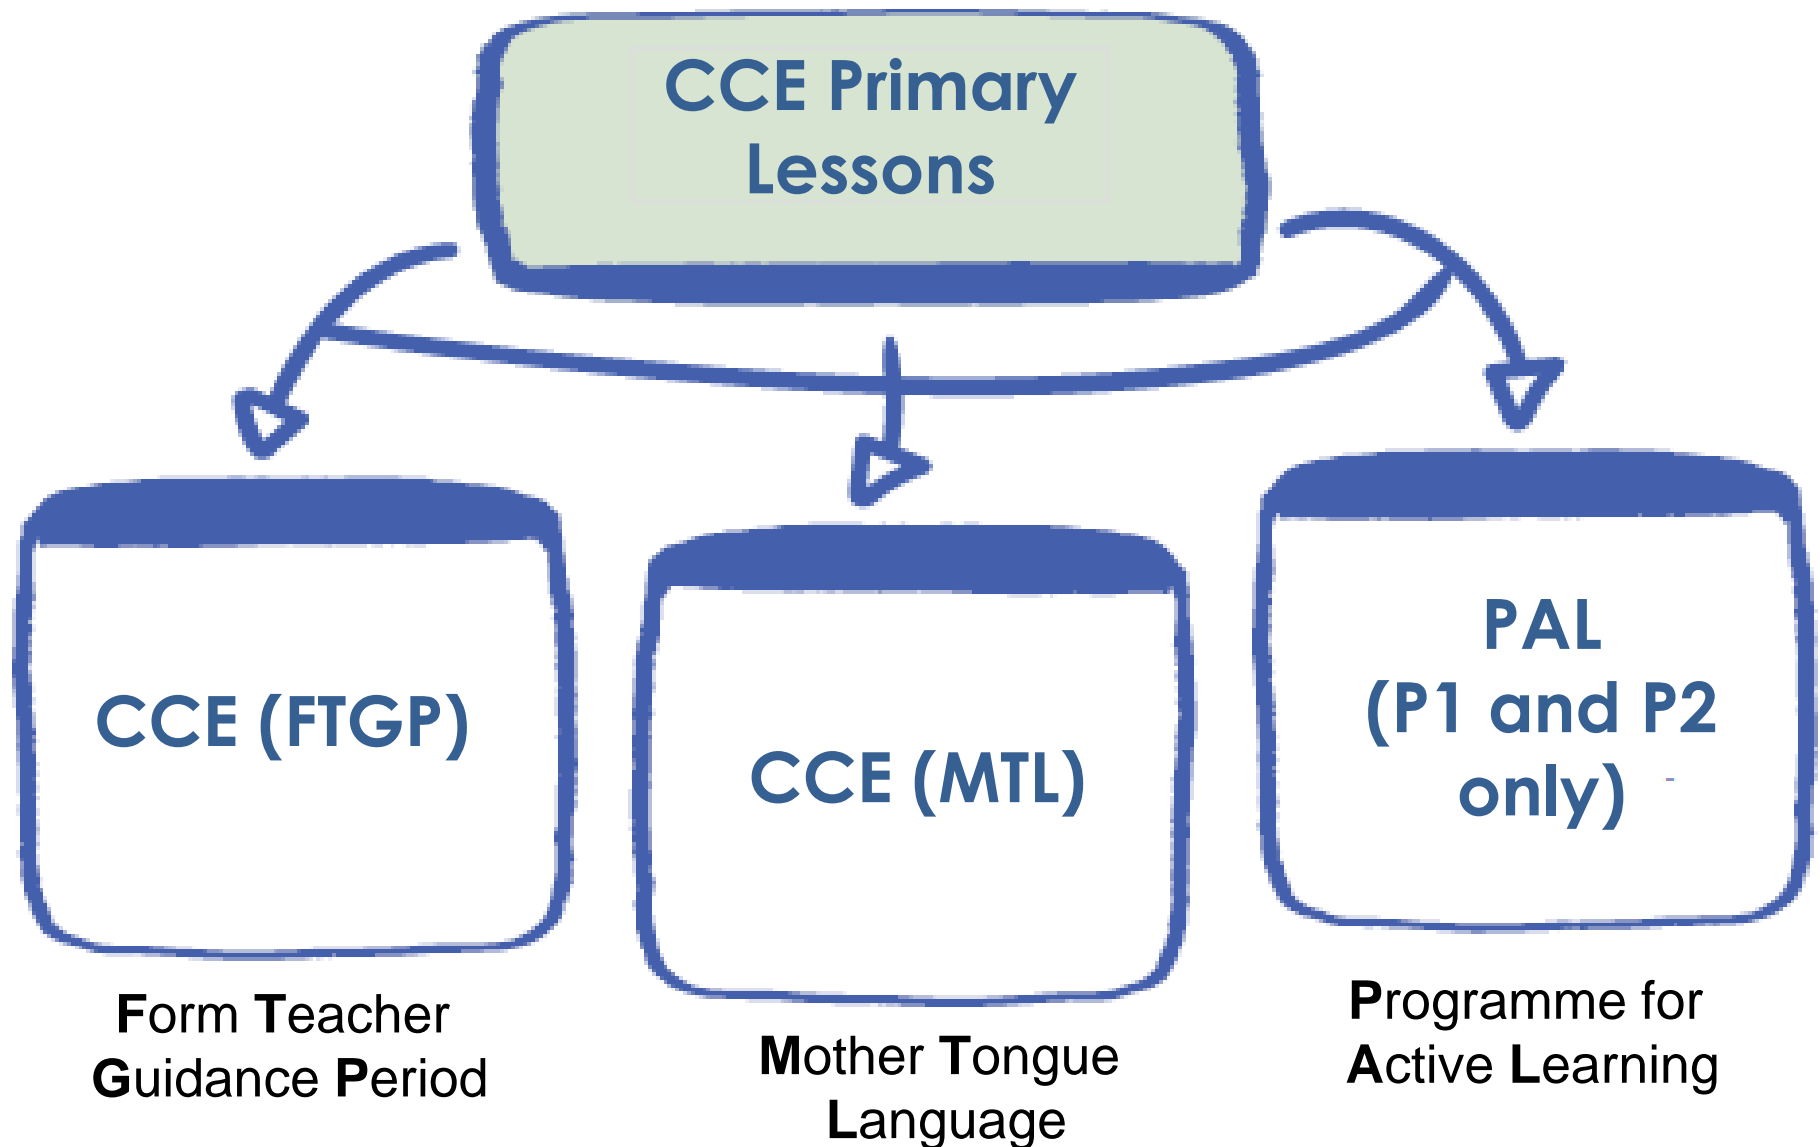 CCE Primary
Lessons
CCE (FTGP)
CCE (MTL)
PAL
(P1 and P2
only)
Form Teacher
Guidance Period
Mother Tongue
Language
Programme for
Active Learning